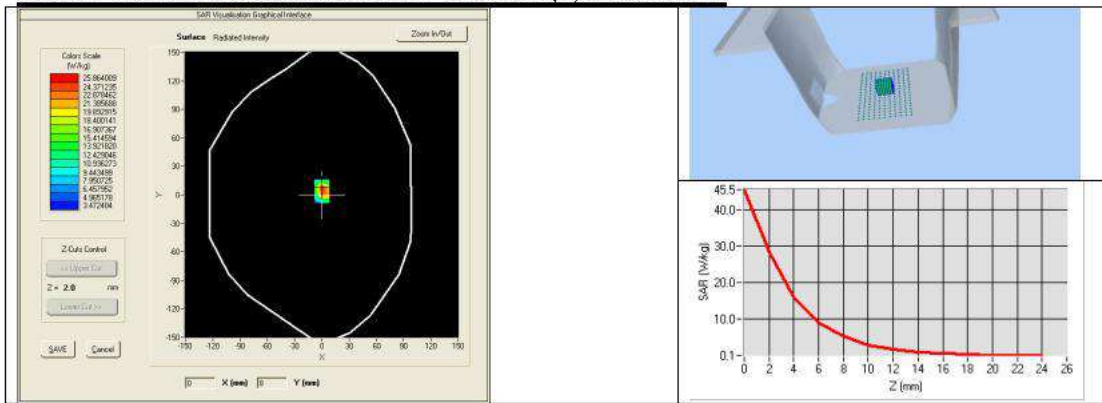 SAR Visualisation Graphical Interface
Surface Radiated Intensity
Zoom In/Out
Colors Scale
(W/kg)
25.864009
24.371235
22.878462
21.385688
19.892915
18.400141
16.907367
15.414594
13.921820
12.429046
10.936273
9.443499
7.950725
6.457952
4.965178
3.472404
Z-Cuts Control
<< Upper Cut
Z = 2.0 mm
Lower Cut >>
SAVE Cancel
150-
120-
90-
60-
30-
Y 0-
-30-
-60-
-90-
-120-
-150-
-150 -120 -90 -60 -30 0 30 60 90 120 150
X
0 X (mm) 0 Y (mm)
45.5-
40.0-
30.0-
20.0-
10.0-
0.1-
SAR (W/kg)
0 2 4 6 8 10 12 14 16 18 20 22 24 26
Z (mm)